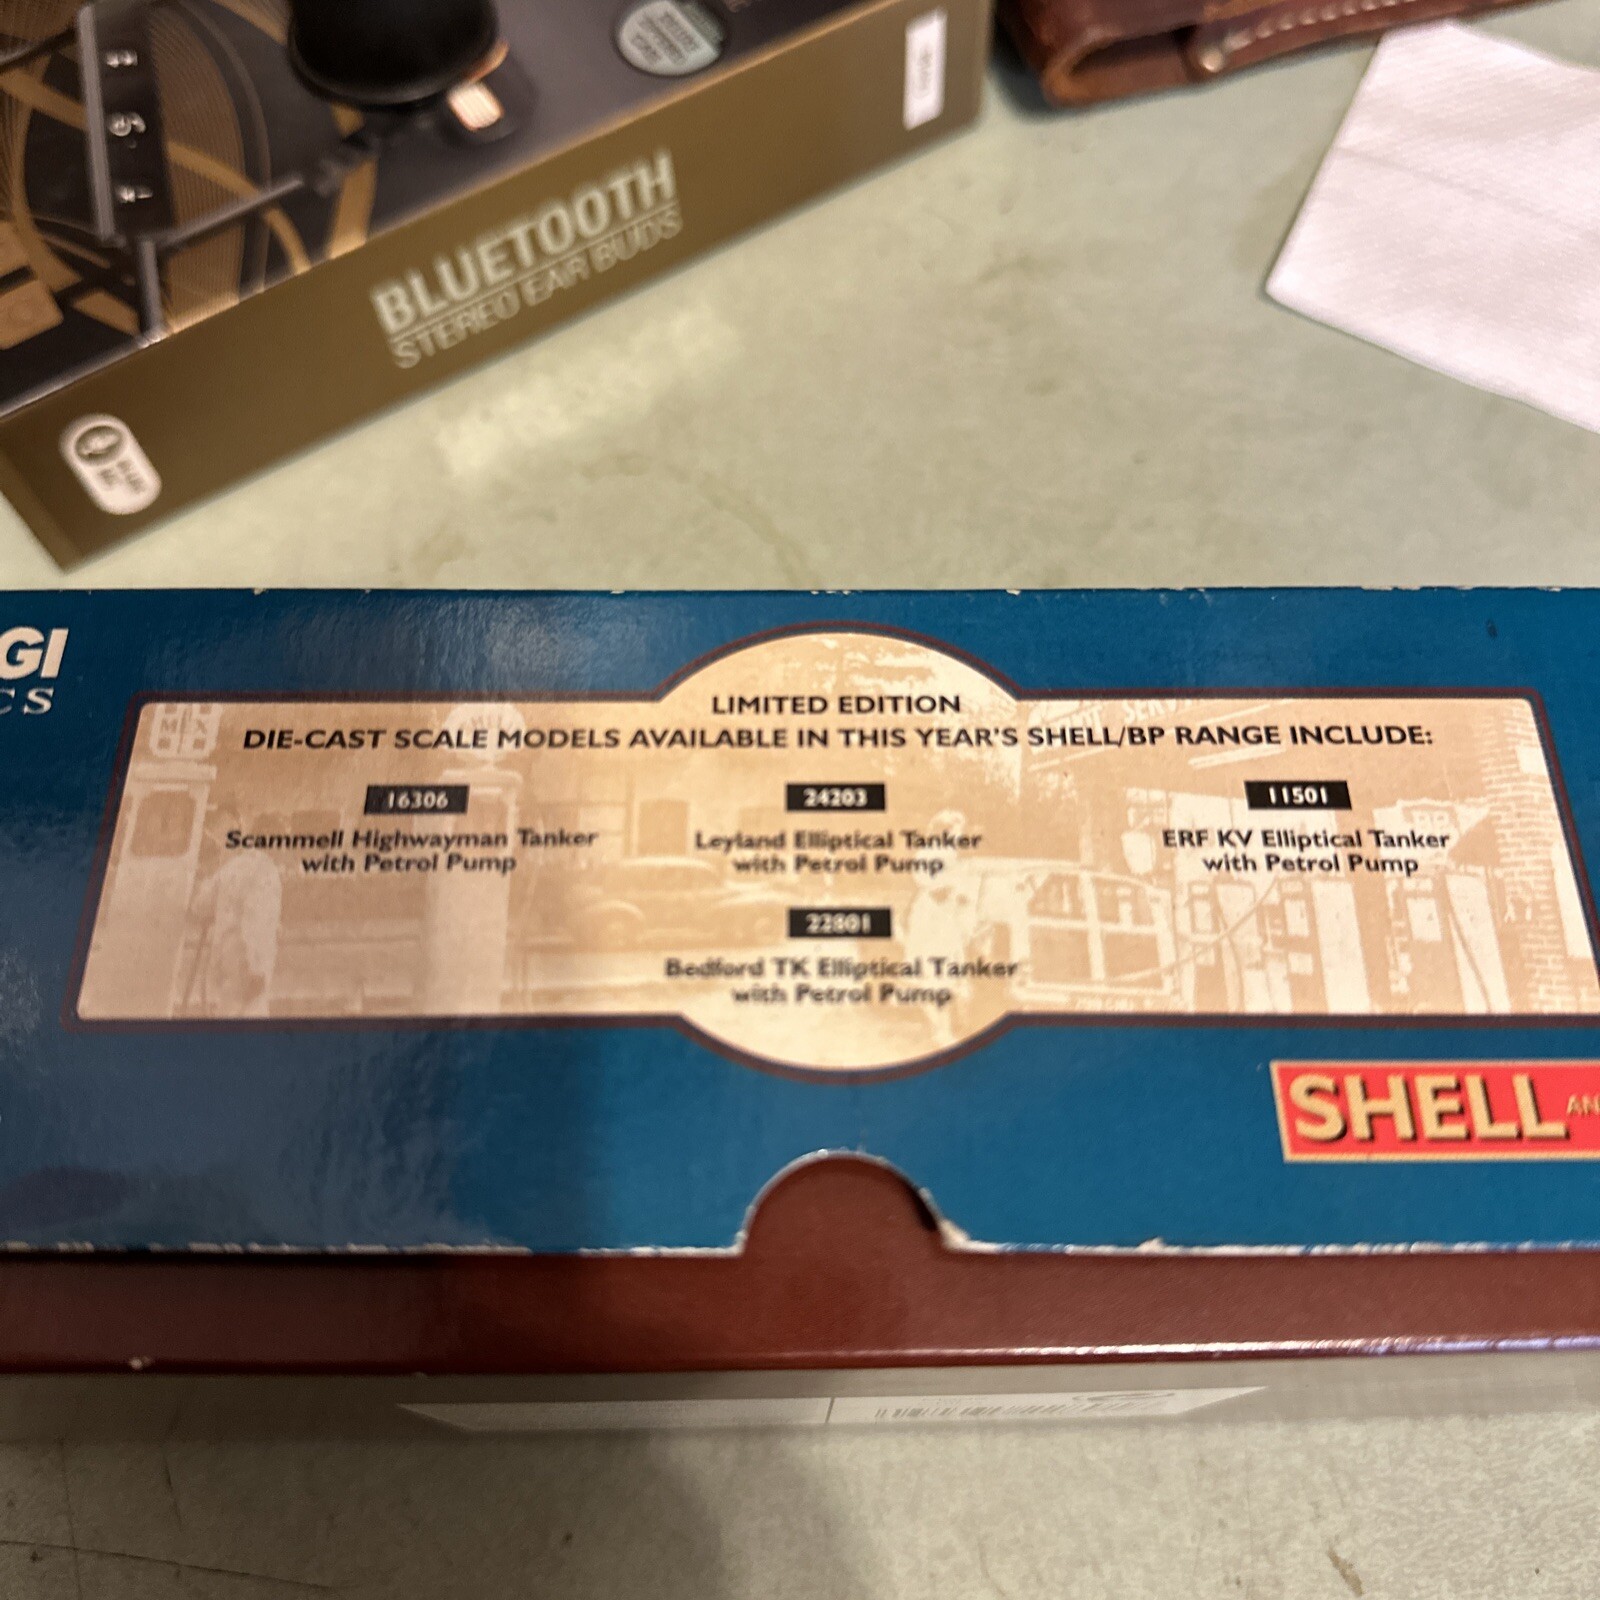 BLUETOOTH
STEREO EAR BUDS
GI
CS
LIMITED EDITION
DIE-CAST SCALE MODELS AVAILABLE IN THIS YEAR'S SHELL/BP RANGE INCLUDE:
16306
Scammell Highwayman Tanker
with Petrol Pump
24203
Leyland Elliptical Tanker
with Petrol Pump
11501
ERF KV Elliptical Tanker
with Petrol Pump
22801
Bedford TK Elliptical Tanker
with Petrol Pump
SHELL AN